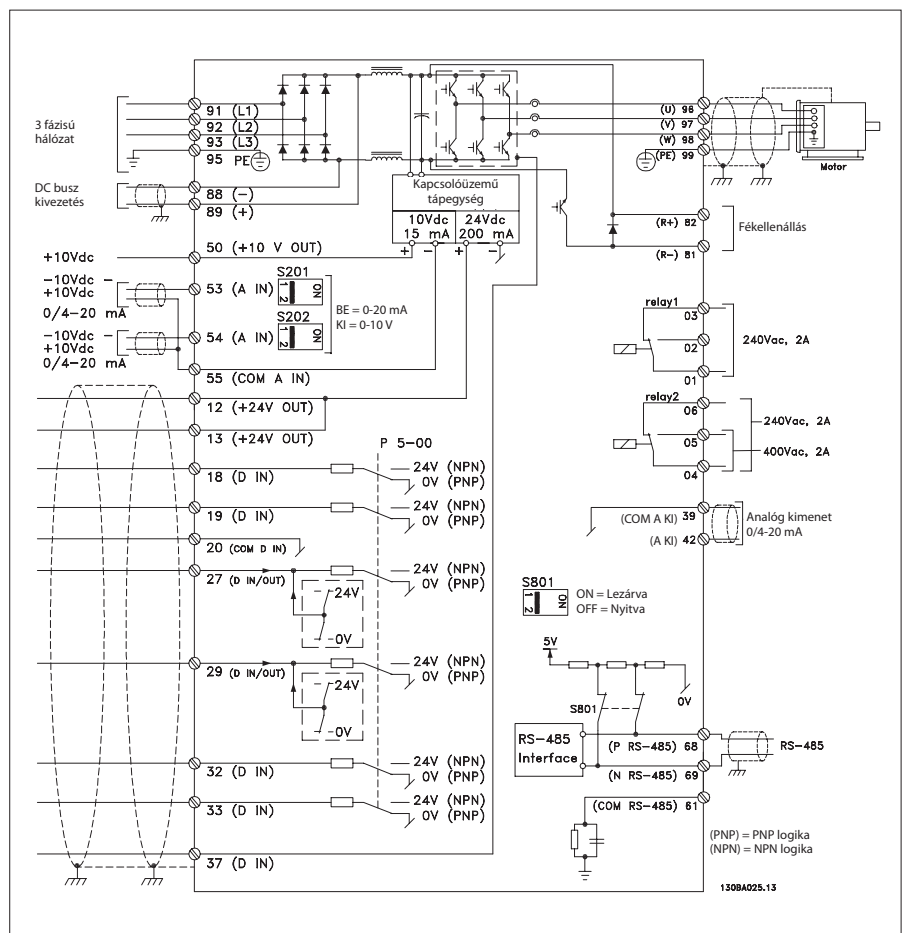 3 fázisú
hálózat
91 (L1)
92 (L2)
93 (L3)
95 PE
DC busz
kivezetés
88 (−)
89 (+)
+10Vdc
50 (+10 V OUT)
−10Vdc −
+10Vdc
0/4−20 mA
53 (A IN)
S201
1 2
ON
BE = 0-20 mA
KI = 0-10 V
S202
1 2
ON
−10Vdc −
+10Vdc
0/4−20 mA
54 (A IN)
55 (COM A IN)
12 (+24V OUT)
13 (+24V OUT)
P 5-00
18 (D IN)
24V (NPN)
0V (PNP)
19 (D IN)
24V (NPN)
0V (PNP)
20 (COM D IN)
27 (D IN/OUT)
24V (NPN)
0V (PNP)
24V
0V
29 (D IN/OUT)
24V (NPN)
0V (PNP)
24V
0V
32 (D IN)
24V (NPN)
0V (PNP)
33 (D IN)
24V (NPN)
0V (PNP)
37 (D IN)
Kapcsolóüzemű
tápegység
10Vdc
15 mA
24Vdc
200 mA
+ − + −
(U) 96
(V) 97
(W) 98
(PE) 99
Motor
(R+) 82
(R−) 81
Fékellenállás
relay1
03
02
01
240Vac, 2A
relay2
06
05
04
240Vac, 2A
400Vac, 2A
(COM A KI) 39
(A KI) 42
Analóg kimenet
0/4-20 mA
S801
1 2
ON
ON = Lezárva
OFF = Nyitva
5V
0V
S801
RS-485
Interface
(P RS-485) 68
(N RS-485) 69
RS-485
(COM RS-485) 61
(PNP) = PNP logika
(NPN) = NPN logika
130BA025.13